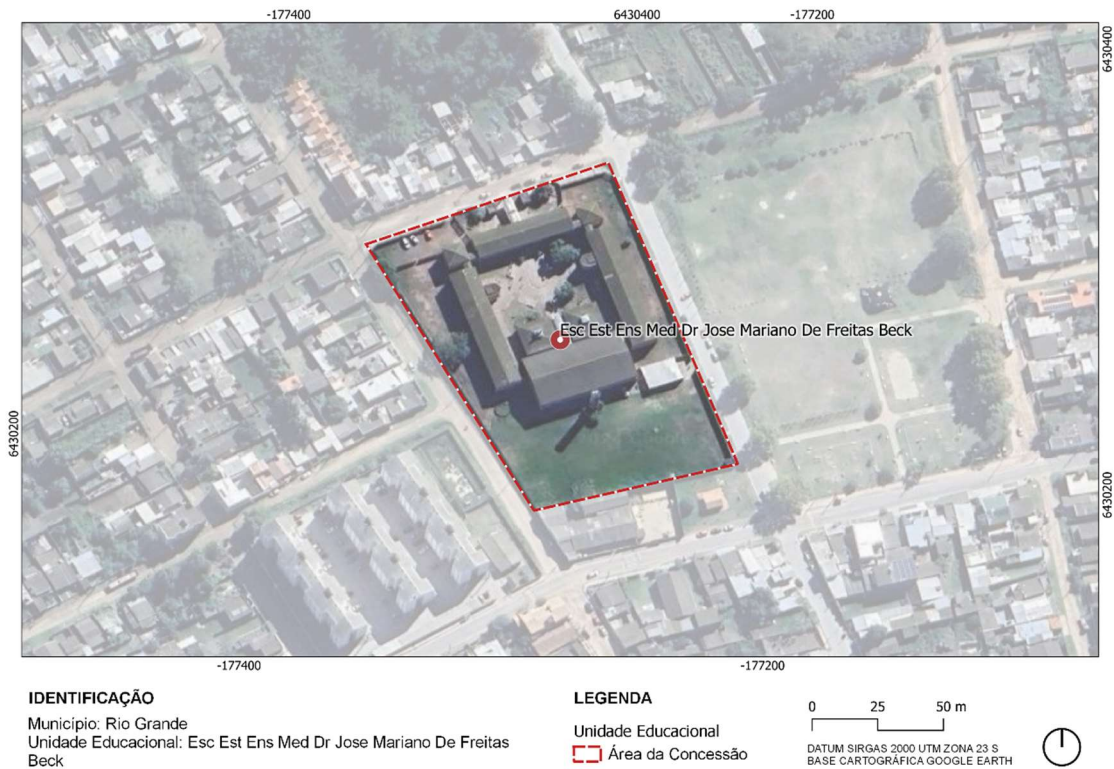 -177400
6430400
-177200
6430400
Esc Est Ens Med Dr Jose Mariano De Freitas Beck
6430200
6430200
-177400
-177200
IDENTIFICAÇÃO
Município: Rio Grande
Unidade Educacional: Esc Est Ens Med Dr Jose Mariano De Freitas
Beck
LEGENDA
Unidade Educacional
Área da Concessão
0 25 50 m
DATUM SIRGAS 2000 UTM ZONA 23 S
BASE CARTOGRÁFICA GOOGLE EARTH